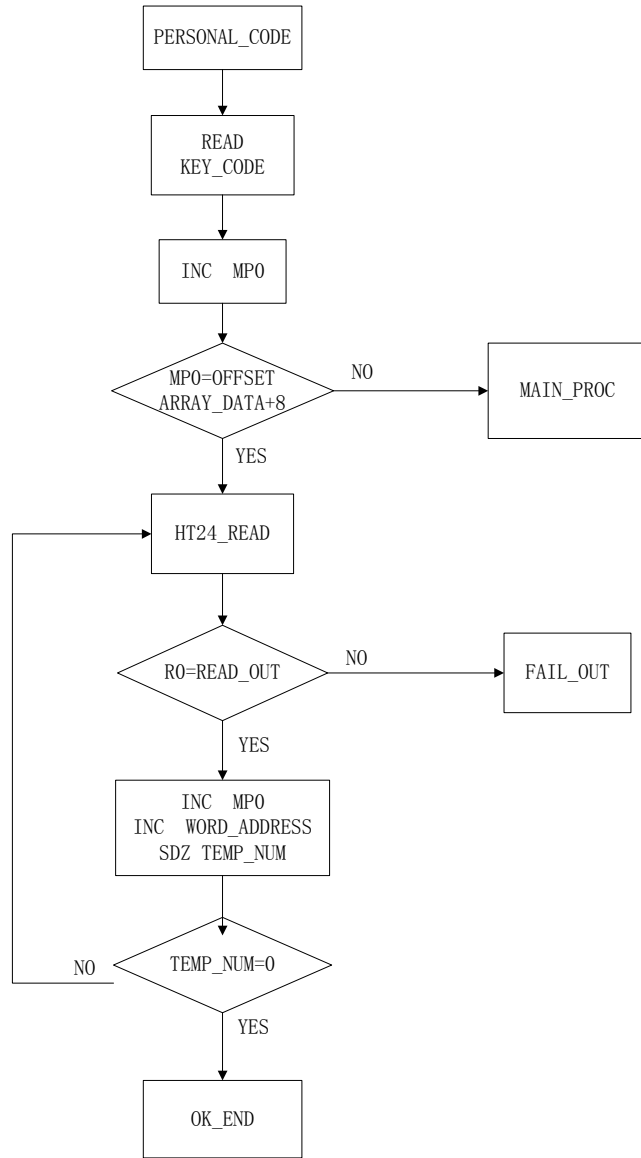 PERSONAL_CODE
READ
KEY_CODE
INC MP0
MP0=OFFSET
ARRAY_DATA+8
NO
MAIN_PROC
YES
HT24_READ
R0=READ_OUT
NO
FAIL_OUT
YES
INC MP0
INC WORD_ADDRESS
SDZ TEMP_NUM
TEMP_NUM=0
NO
YES
OK_END